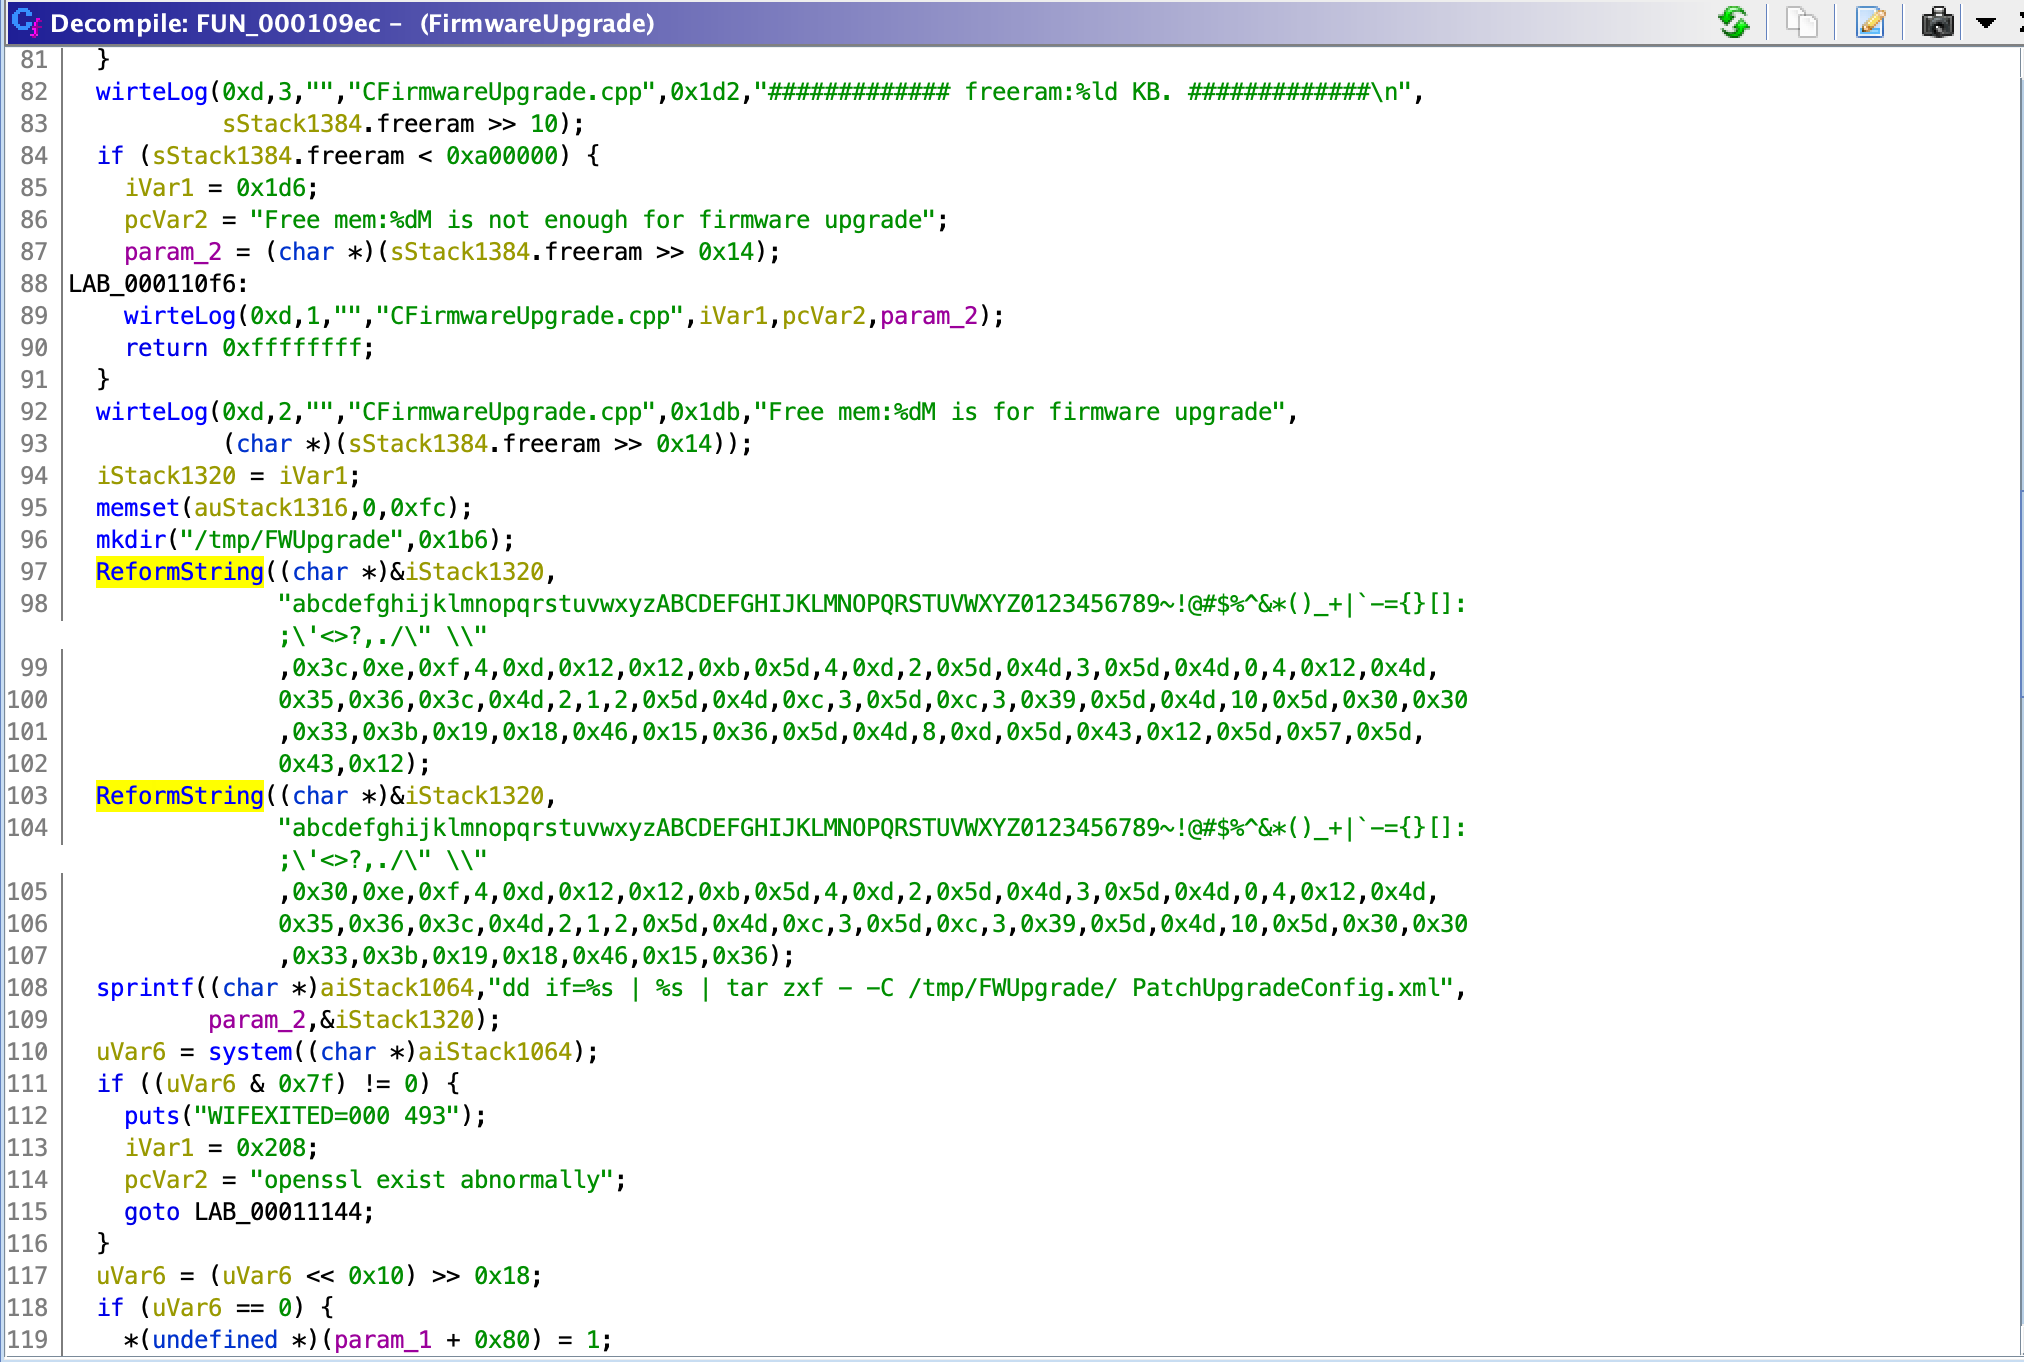 Decompile: FUN_000109ec - (FirmwareUpgrade)
81 }
82 wirteLog(0xd,3,"","CFirmwareUpgrade.cpp",0x1d2,"############# freeram:%ld KB. #############\n",
83 sStack1384.freeram >> 10);
84 if (sStack1384.freeram < 0xa00000) {
85 iVar1 = 0x1d6;
86 pcVar2 = "Free mem:%dM is not enough for firmware upgrade";
87 param_2 = (char *)(sStack1384.freeram >> 0x14);
88 LAB_000110f6:
89 wirteLog(0xd,1,"","CFirmwareUpgrade.cpp",iVar1,pcVar2,param_2);
90 return 0xffffffff;
91 }
92 wirteLog(0xd,2,"","CFirmwareUpgrade.cpp",0x1db,"Free mem:%dM is for firmware upgrade",
93 (char *)(sStack1384.freeram >> 0x14));
94 iStack1320 = iVar1;
95 memset(auStack1316,0,0xfc);
96 mkdir("/tmp/FWUpgrade",0x1b6);
97 ReformString((char *)&iStack1320,
98 "abcdefghijklmnopqrstuvwxyzABCDEFGHIJKLMNOPQRSTUVWXYZ0123456789~!@#$%^&*()_+|`-={}[]:
;\'<>?,./\" \\"
99 ,0x3c,0xe,0xf,4,0xd,0x12,0x12,0xb,0x5d,4,0xd,2,0x5d,0x4d,3,0x5d,0x4d,0,4,0x12,0x4d,
100 0x35,0x36,0x3c,0x4d,2,1,2,0x5d,0x4d,0xc,3,0x5d,0xc,3,0x39,0x5d,0x4d,10,0x5d,0x30,0x30
101 ,0x33,0x3b,0x19,0x18,0x46,0x15,0x36,0x5d,0x4d,8,0xd,0x5d,0x43,0x12,0x5d,0x57,0x5d,
102 0x43,0x12);
103 ReformString((char *)&iStack1320,
104 "abcdefghijklmnopqrstuvwxyzABCDEFGHIJKLMNOPQRSTUVWXYZ0123456789~!@#$%^&*()_+|`-={}[]:
;\'<>?,./\" \\"
105 ,0x30,0xe,0xf,4,0xd,0x12,0x12,0xb,0x5d,4,0xd,2,0x5d,0x4d,3,0x5d,0x4d,0,4,0x12,0x4d,
106 0x35,0x36,0x3c,0x4d,2,1,2,0x5d,0x4d,0xc,3,0x5d,0xc,3,0x39,0x5d,0x4d,10,0x5d,0x30,0x30
107 ,0x33,0x3b,0x19,0x18,0x46,0x15,0x36);
108 sprintf((char *)aiStack1064,"dd if=%s | %s | tar zxf - -C /tmp/FWUpgrade/ PatchUpgradeConfig.xml",
109 param_2,&iStack1320);
110 uVar6 = system((char *)aiStack1064);
111 if ((uVar6 & 0x7f) != 0) {
112 puts("WIFEXITED=000 493");
113 iVar1 = 0x208;
114 pcVar2 = "openssl exist abnormally";
115 goto LAB_00011144;
116 }
117 uVar6 = (uVar6 << 0x10) >> 0x18;
118 if (uVar6 == 0) {
119 *(undefined *)(param_1 + 0x80) = 1;